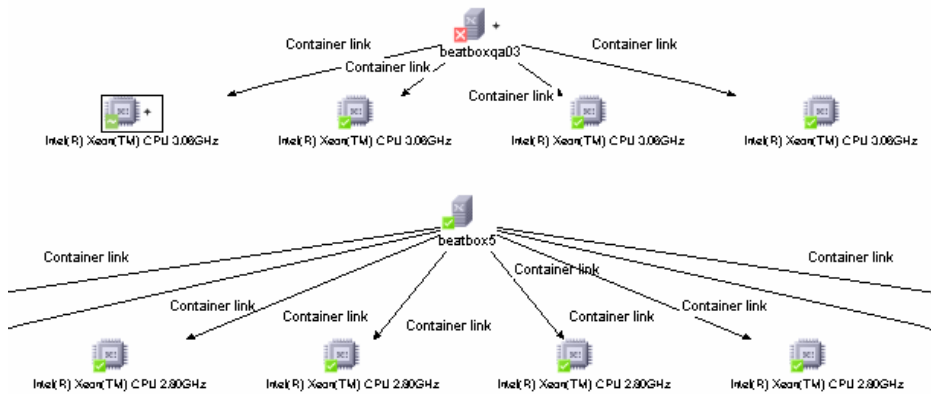 Container link
Container link
beatboxqa03
Container link
Container link
Intel(R) Xeon(TM) CPU 3.06GHz
Intel(R) Xeon(TM) CPU 3.06GHz
Intel(R) Xeon(TM) CPU 3.06GHz
Intel(R) Xeon(TM) CPU 3.06GHz
beatbox5
Container link
Container link
Container link
Container link
Container link
Container link
Container link
Container link
Intel(R) Xeon(TM) CPU 2.80GHz
Intel(R) Xeon(TM) CPU 2.80GHz
Intel(R) Xeon(TM) CPU 2.80GHz
Intel(R) Xeon(TM) CPU 2.80GHz